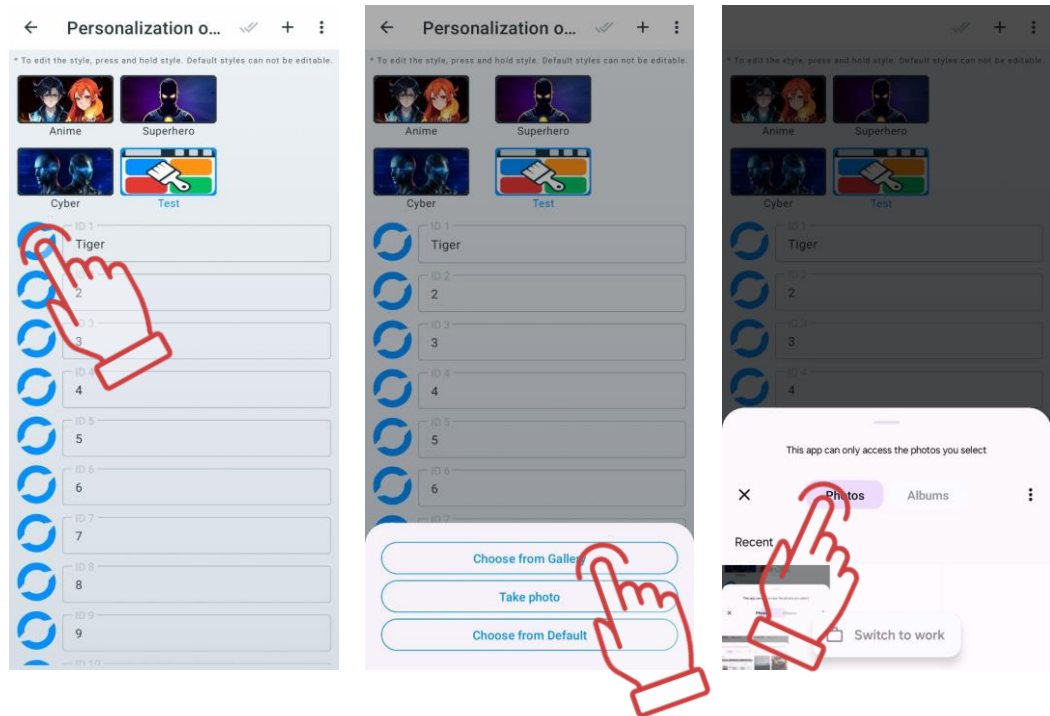 Personalization o...
* To edit the style, press and hold style. Default styles can not be editable.
Anime
Superhero
Cyber
Test
ID 1
Tiger
2
ID 3
3
ID 4
4
ID 5
5
ID 6
6
ID 7
7
ID 8
8
ID 9
9
ID 10
Personalization o...
* To edit the style, press and hold style. Default styles can not be editable.
Anime
Superhero
Cyber
Test
ID 1
Tiger
ID 2
2
ID 3
3
ID 4
4
ID 5
5
ID 6
6
ID 7
Choose from Gallery
Take photo
Choose from Default
* To edit the style, press and hold style. Default styles can not be editable.
Anime
Superhero
Cyber
Test
ID 1
Tiger
ID 2
2
ID 3
3
ID 4
4
This app can only access the photos you select
Photos
Albums
Recent
Switch to work